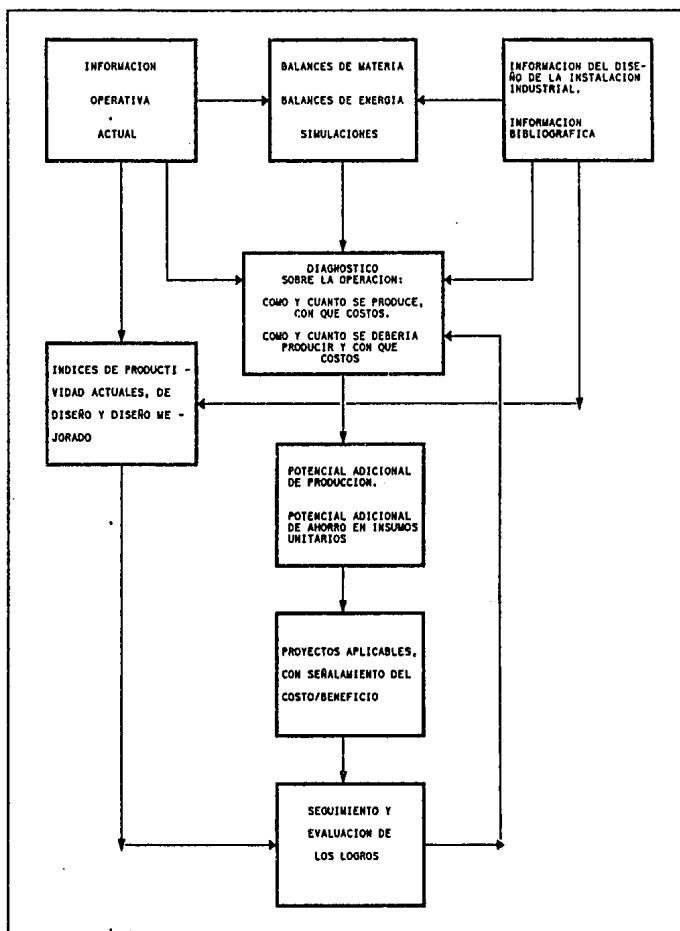 INFORMACION
OPERATIVA
ACTUAL
BALANCES DE MATERIA
BALANCES DE ENERGIA
SIMULACIONES
INFORMACION DEL DISE-
ÑO DE LA INSTALACION
INDUSTRIAL.
INFORMACION
BIBLIOGRAFICA
DIAGNOSTICO
SOBRE LA OPERACION:
COMO Y CUANTO SE PRODUCE,
CON QUE COSTOS.
COMO Y CUANTO SE DEBERIA
PRODUCIR Y CON QUE
COSTOS
INDICES DE PRODUCTI -
VIDAD ACTUALES, DE
DISEÑO Y DISEÑO ME -
JORADO
POTENCIAL ADICIONAL
DE PRODUCCION.
POTENCIAL ADICIONAL
DE AHORRO EN INSUMOS
UNITARIOS
PROYECTOS APLICABLES,
CON SEÑALAMIENTO DEL
COSTO/BENEFICIO
SEGUIMIENTO Y
EVALUACION DE
LOS LOGROS